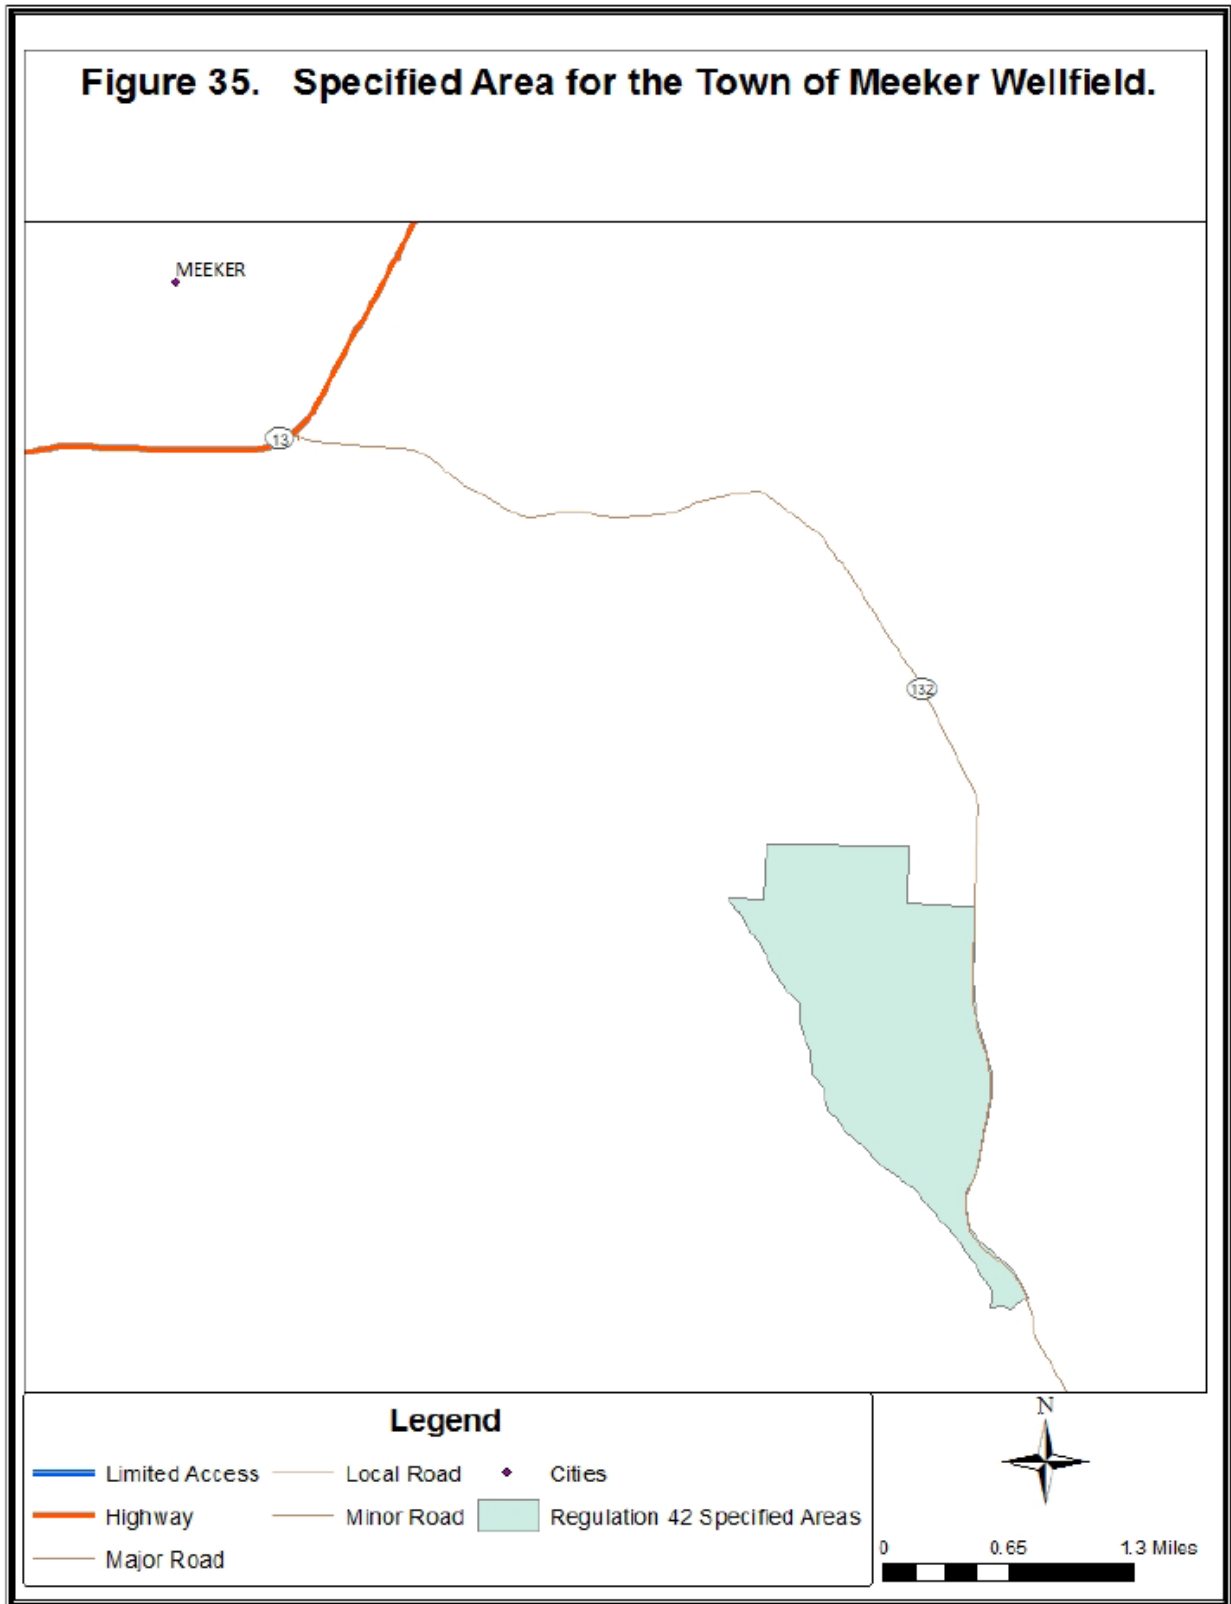 Figure 35. Specified Area for the Town of Meeker Wellfield.
MEEKER
13
132
Legend
Limited Access
Local Road
Cities
Highway
Minor Road
Regulation 42 Specified Areas
Major Road
N
0 0.65 1.3 Miles